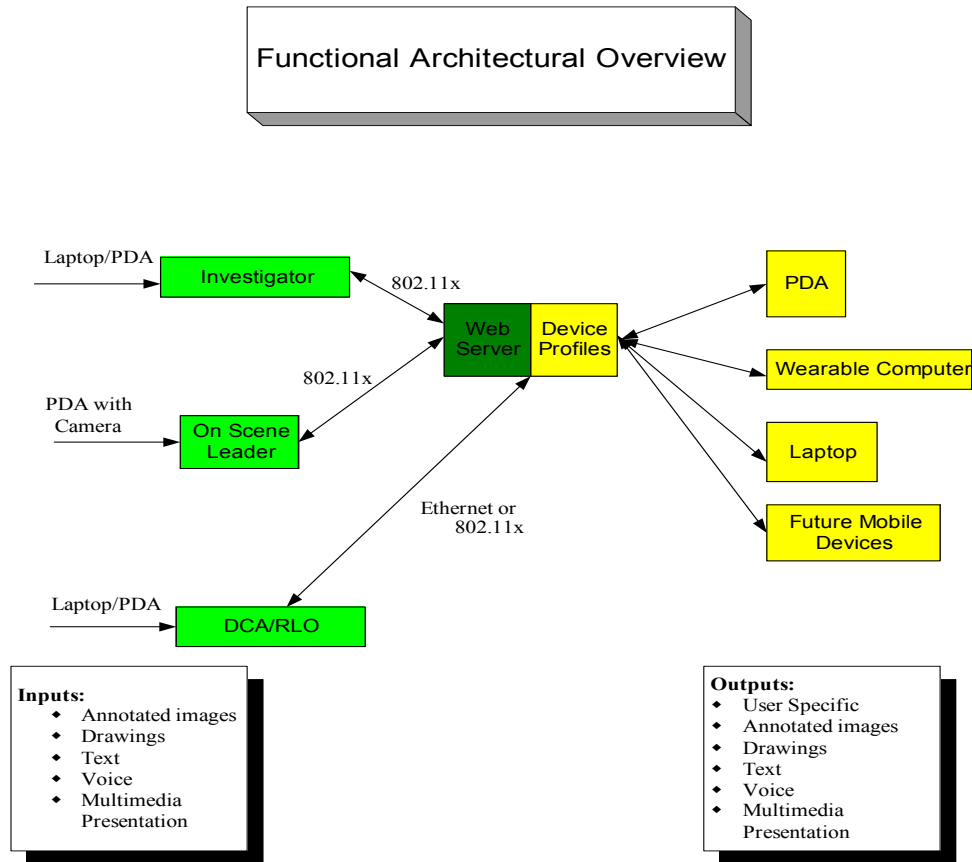 Functional Architectural Overview
Laptop/PDA
Investigator
802.11x
Web
Server
Device
Profiles
PDA
Wearable Computer
802.11x
PDA with
Camera
On Scene
Leader
Laptop
Ethernet or
802.11x
Future Mobile
Devices
Laptop/PDA
DCA/RLO
Inputs:
◆ Annotated images
◆ Drawings
◆ Text
◆ Voice
◆ Multimedia
Presentation
Outputs:
◆ User Specific
◆ Annotated images
◆ Drawings
◆ Text
◆ Voice
◆ Multimedia
Presentation